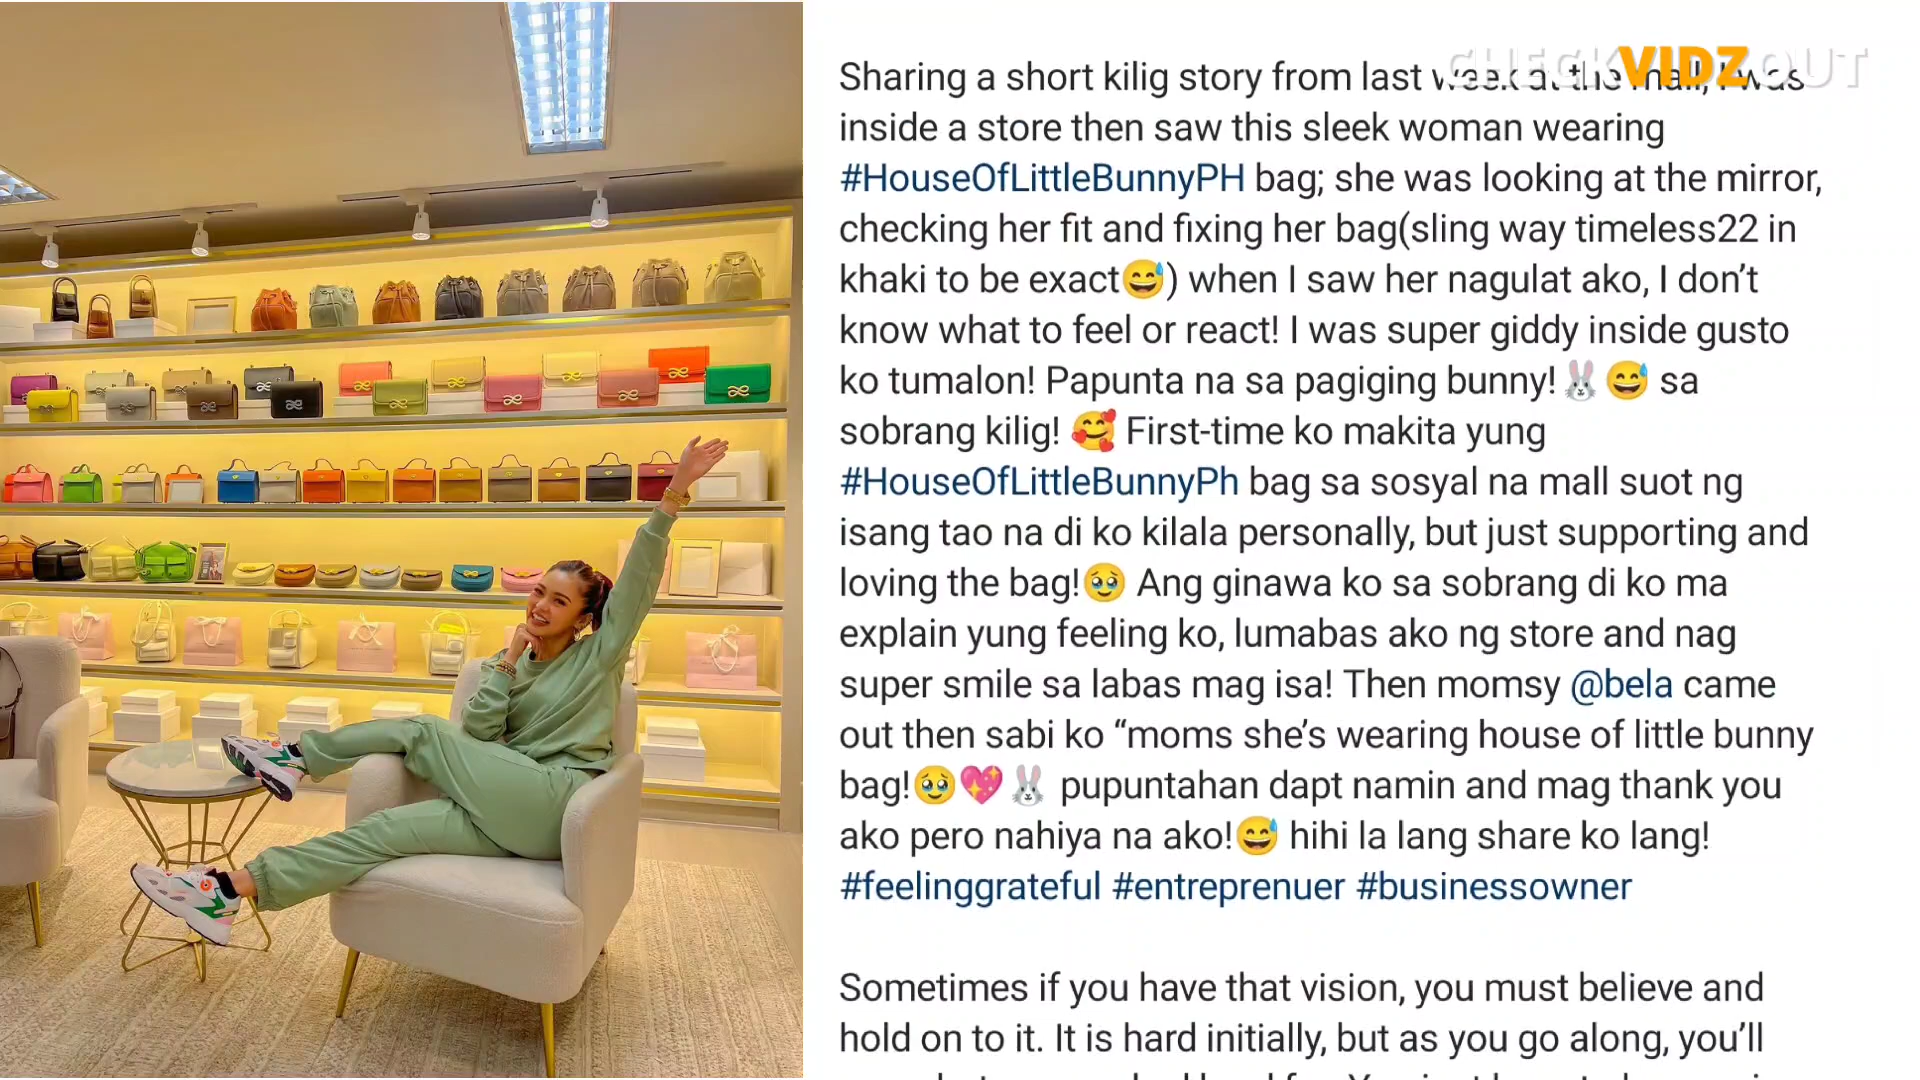 CHECKVIDZOUT
Sharing a short kilig story from last week at the mall, I was
inside a store then saw this sleek woman wearing
#HouseOfLittleBunnyPH bag; she was looking at the mirror,
checking her fit and fixing her bag(sling way timeless22 in
khaki to be exact😅) when I saw her nagulat ako, I don’t
know what to feel or react! I was super giddy inside gusto
ko tumalon! Papunta na sa pagiging bunny!🐰😅 sa
sobrang kilig! 🥰 First-time ko makita yung
#HouseOfLittleBunnyPh bag sa sosyal na mall suot ng
isang tao na di ko kilala personally, but just supporting and
loving the bag!🥹 Ang ginawa ko sa sobrang di ko ma
explain yung feeling ko, lumabas ako ng store and nag
super smile sa labas mag isa! Then momsy @bela came
out then sabi ko “moms she’s wearing house of little bunny
bag!🥹💖🐰 pupuntahan dapt namin and mag thank you
ako pero nahiya na ako!😅 hihi la lang share ko lang!
#feelinggrateful #entreprenuer #businessowner
Sometimes if you have that vision, you must believe and
hold on to it. It is hard initially, but as you go along, you’ll